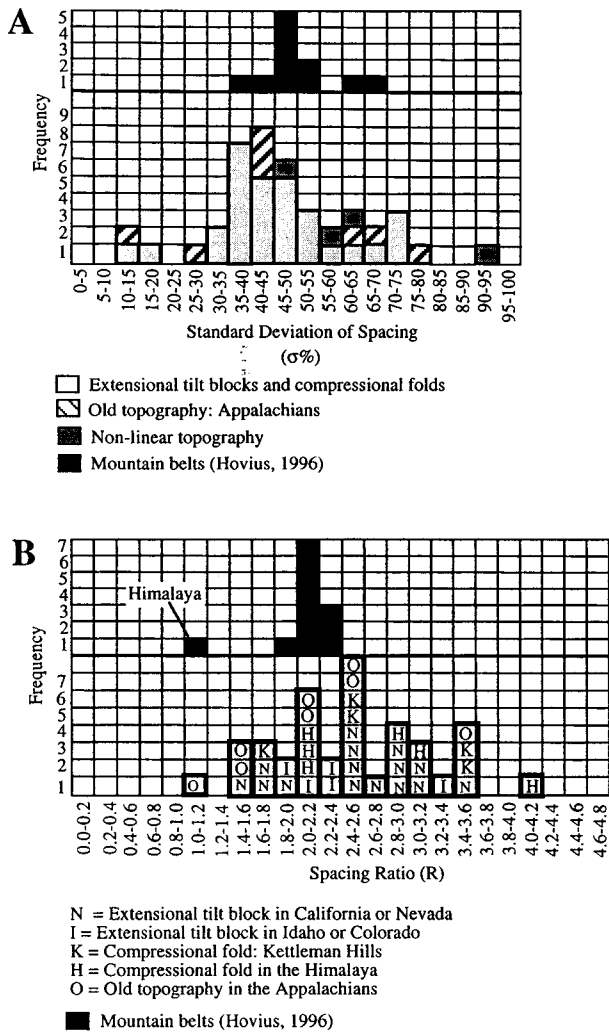 A
5
4
3
2
1
Frequency
9
8
7
6
5
4
3
2
1
0-5
5-10
10-15
15-20
20-25
25-30
30-35
35-40
40-45
45-50
50-55
55-60
60-65
65-70
70-75
75-80
80-85
85-90
90-95
95-100
Standard Deviation of Spacing
(σ%)
Extensional tilt blocks and compressional folds
Old topography: Appalachians
Non-linear topography
Mountain belts (Hovius, 1996)
B
7
6
5
4
3
2
1
Himalaya
Frequency
7
6
5
4
3
2
1
O
O O N
K N N
I N
O O H H H I
I I
O O K K N N N N
I
H N N N
H N N
I
O K K N
H
0.0-0.2
0.2-0.4
0.4-0.6
0.6-0.8
0.8-1.0
1.0-1.2
1.2-1.4
1.4-1.6
1.6-1.8
1.8-2.0
2.0-2.2
2.2-2.4
2.4-2.6
2.6-2.8
2.8-3.0
3.0-3.2
3.2-3.4
3.4-3.6
3.6-3.8
3.8-4.0
4.0-4.2
4.2-4.4
4.4-4.6
4.6-4.8
Spacing Ratio (R)
N = Extensional tilt block in California or Nevada
I = Extensional tilt block in Idaho or Colorado
K = Compressional fold: Kettleman Hills
H = Compressional fold in the Himalaya
O = Old topography in the Appalachians
Mountain belts (Hovius, 1996)